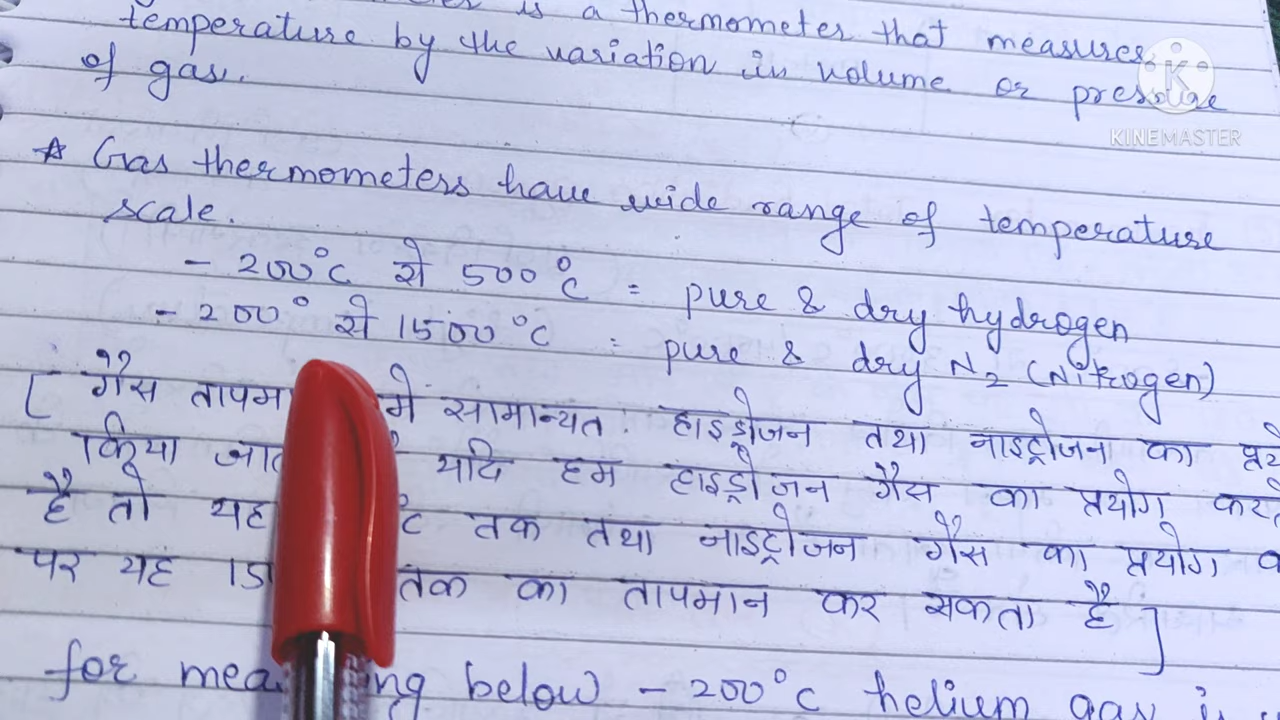 is a thermometer that measures
temperature by the variation in volume or pressure
of gas.
KINEMASTER
☆ Gas thermometers have wide range of temperature
scale.
- 200°C से 500°C = pure & dry hydrogen
- 200° से 1500°C = pure & dry N2 (Nitrogen)
[ गैस में सामान्यतः हाइड्रोजन तथा नाइट्रोजना का
किया यदि हम हाइड्रोजन गैस का प्रयोग
है तो यह तक तथा नाइट्रोजन गैस का प्रयोग
पर यह तक का तापमान कर सकता है ]
for below - 200°C helium gas